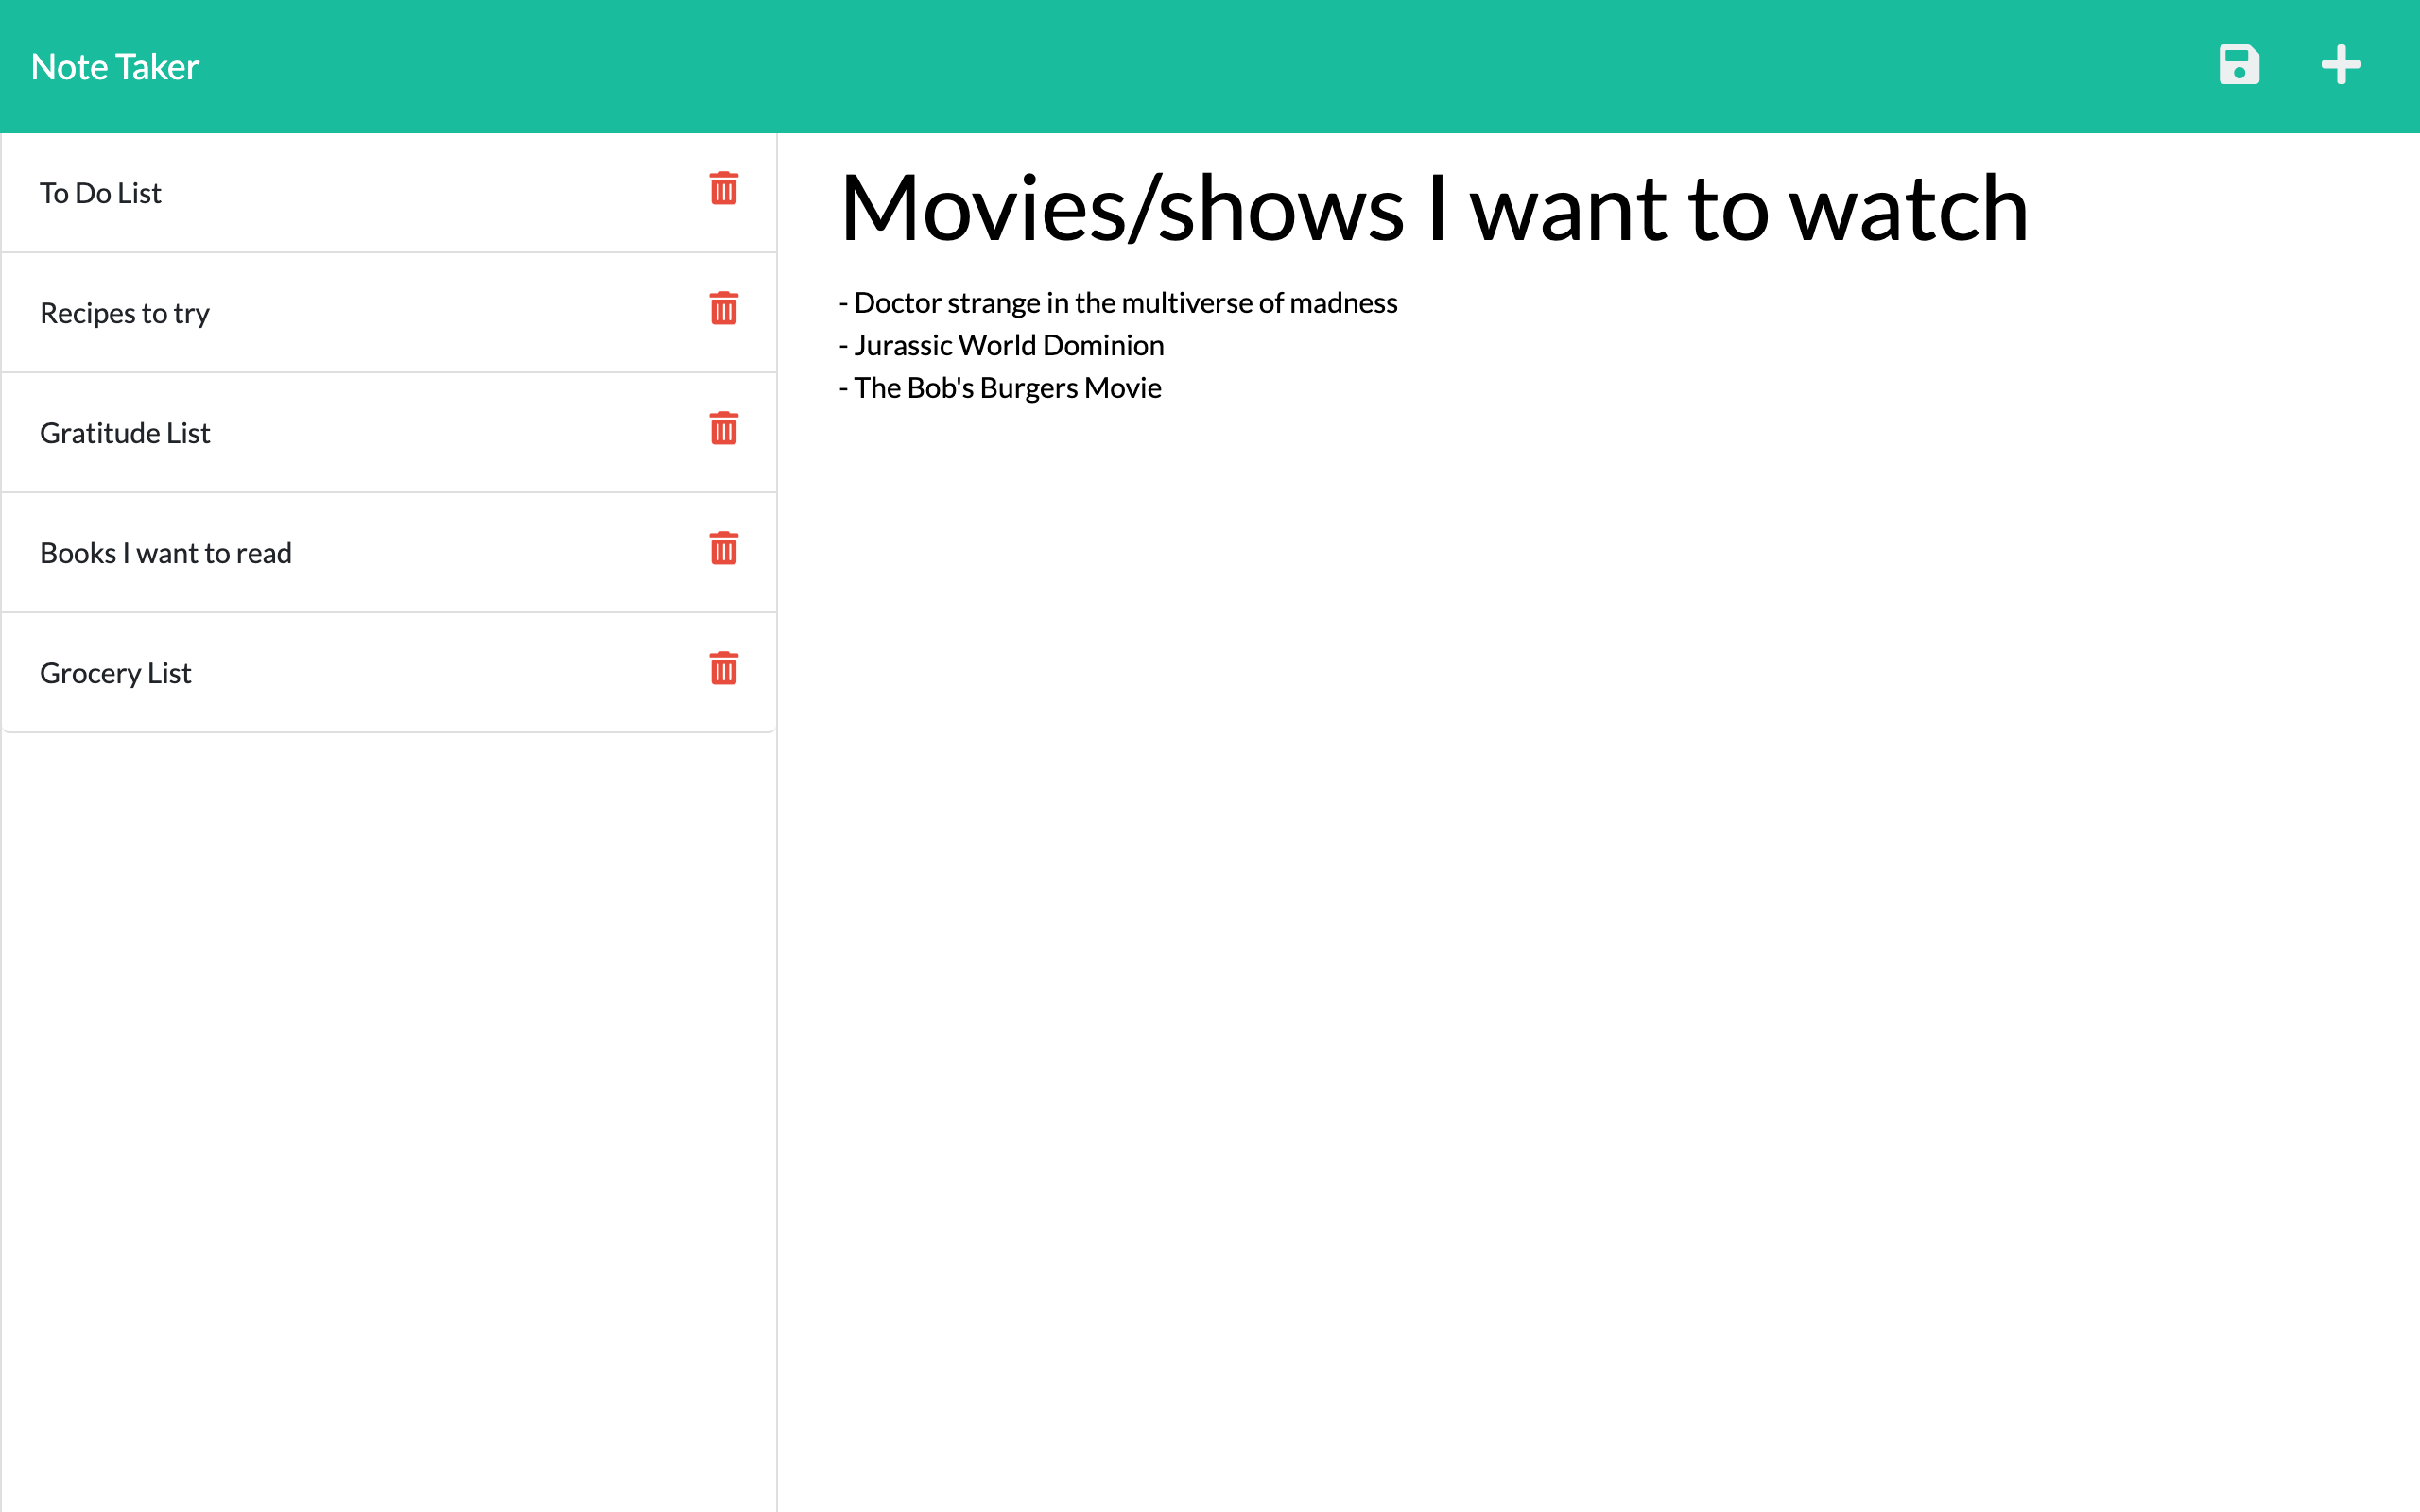 Note Taker
To Do List
Recipes to try
Gratitude List
Books I want to read
Grocery List
Movies/shows I want to watch
- Doctor strange in the multiverse of madness
- Jurassic World Dominion
- The Bob's Burgers Movie